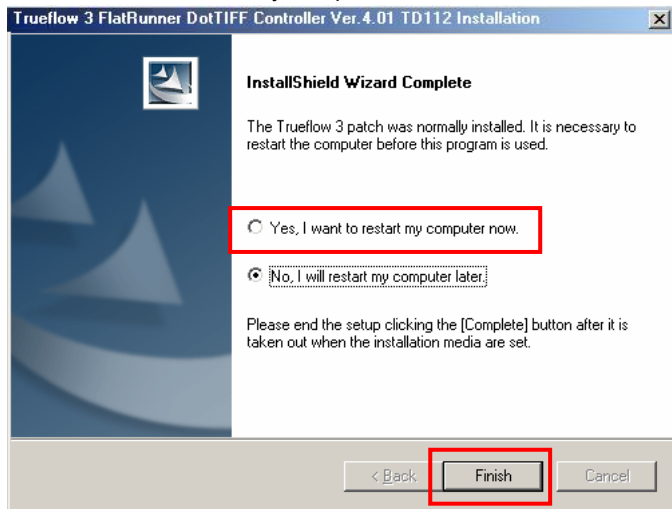 Trueflow 3 FlatRunner DotTIFF Controller Ver.4.01 TD112 Installation
InstallShield Wizard Complete
The Trueflow 3 patch was normally installed. It is necessary to
restart the computer before this program is used.
Yes, I want to restart my computer now.
No, I will restart my computer later.
Please end the setup clicking the [Complete] button after it is
taken out when the installation media are set.
< Back
Finish
Cancel